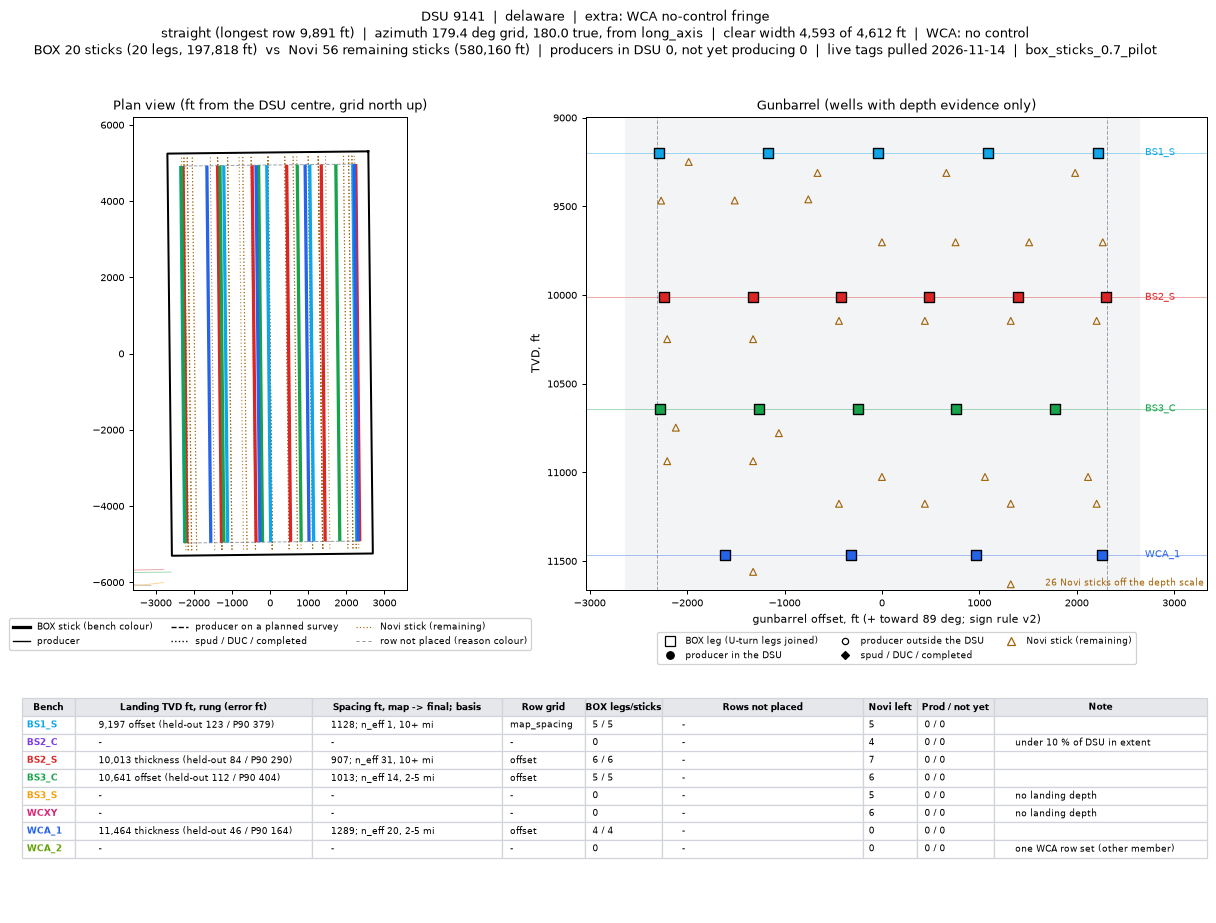 DSU 9141 | delaware | extra: WCA no-control fringe
straight (longest row 9,891 ft) | azimuth 179.4 deg grid, 180.0 true, from long_axis | clear width 4,593 of 4,612 ft | WCA: no control
BOX 20 sticks (20 legs, 197,818 ft) vs Novi 56 remaining sticks (580,160 ft) | producers in DSU 0, not yet producing 0 | live tags pulled 2026-11-14 | box_sticks_0.7_pilot
Plan view (ft from the DSU centre, grid north up)
6000
4000
2000
0
−2000
−4000
−6000
−3000 −2000 −1000 0 1000 2000 3000
BOX stick (bench colour) producer on a planned survey Novi stick (remaining)
producer spud / DUC / completed row not placed (reason colour)
Gunbarrel (wells with depth evidence only)
TVD, ft
9000
9500
10000
10500
11000
11500
BS1_S
BS2_S
BS3_C
WCA_1
26 Novi sticks off the depth scale
−3000 −2000 −1000 0 1000 2000 3000
gunbarrel offset, ft (+ toward 89 deg; sign rule v2)
BOX leg (U-turn legs joined) producer outside the DSU Novi stick (remaining)
producer in the DSU spud / DUC / completed
Bench Landing TVD ft, rung (error ft) Spacing ft, map -> final; basis Row grid BOX legs/sticks Rows not placed Novi left Prod / not yet Note
BS1_S 9,197 offset (held-out 123 / P90 379) 1128; n_eff 1, 10+ mi map_spacing 5 / 5 - 5 0 / 0
BS2_C - - - 0 - 4 0 / 0 under 10 % of DSU in extent
BS2_S 10,013 thickness (held-out 84 / P90 290) 907; n_eff 31, 10+ mi offset 6 / 6 - 7 0 / 0
BS3_C 10,641 offset (held-out 112 / P90 404) 1013; n_eff 14, 2-5 mi offset 5 / 5 - 6 0 / 0
BS3_S - - - 0 - 5 0 / 0 no landing depth
WCXY - - - 0 - 6 0 / 0 no landing depth
WCA_1 11,464 thickness (held-out 46 / P90 164) 1289; n_eff 20, 2-5 mi offset 4 / 4 - 0 0 / 0
WCA_2 - - - 0 - 8 0 / 0 one WCA row set (other member)